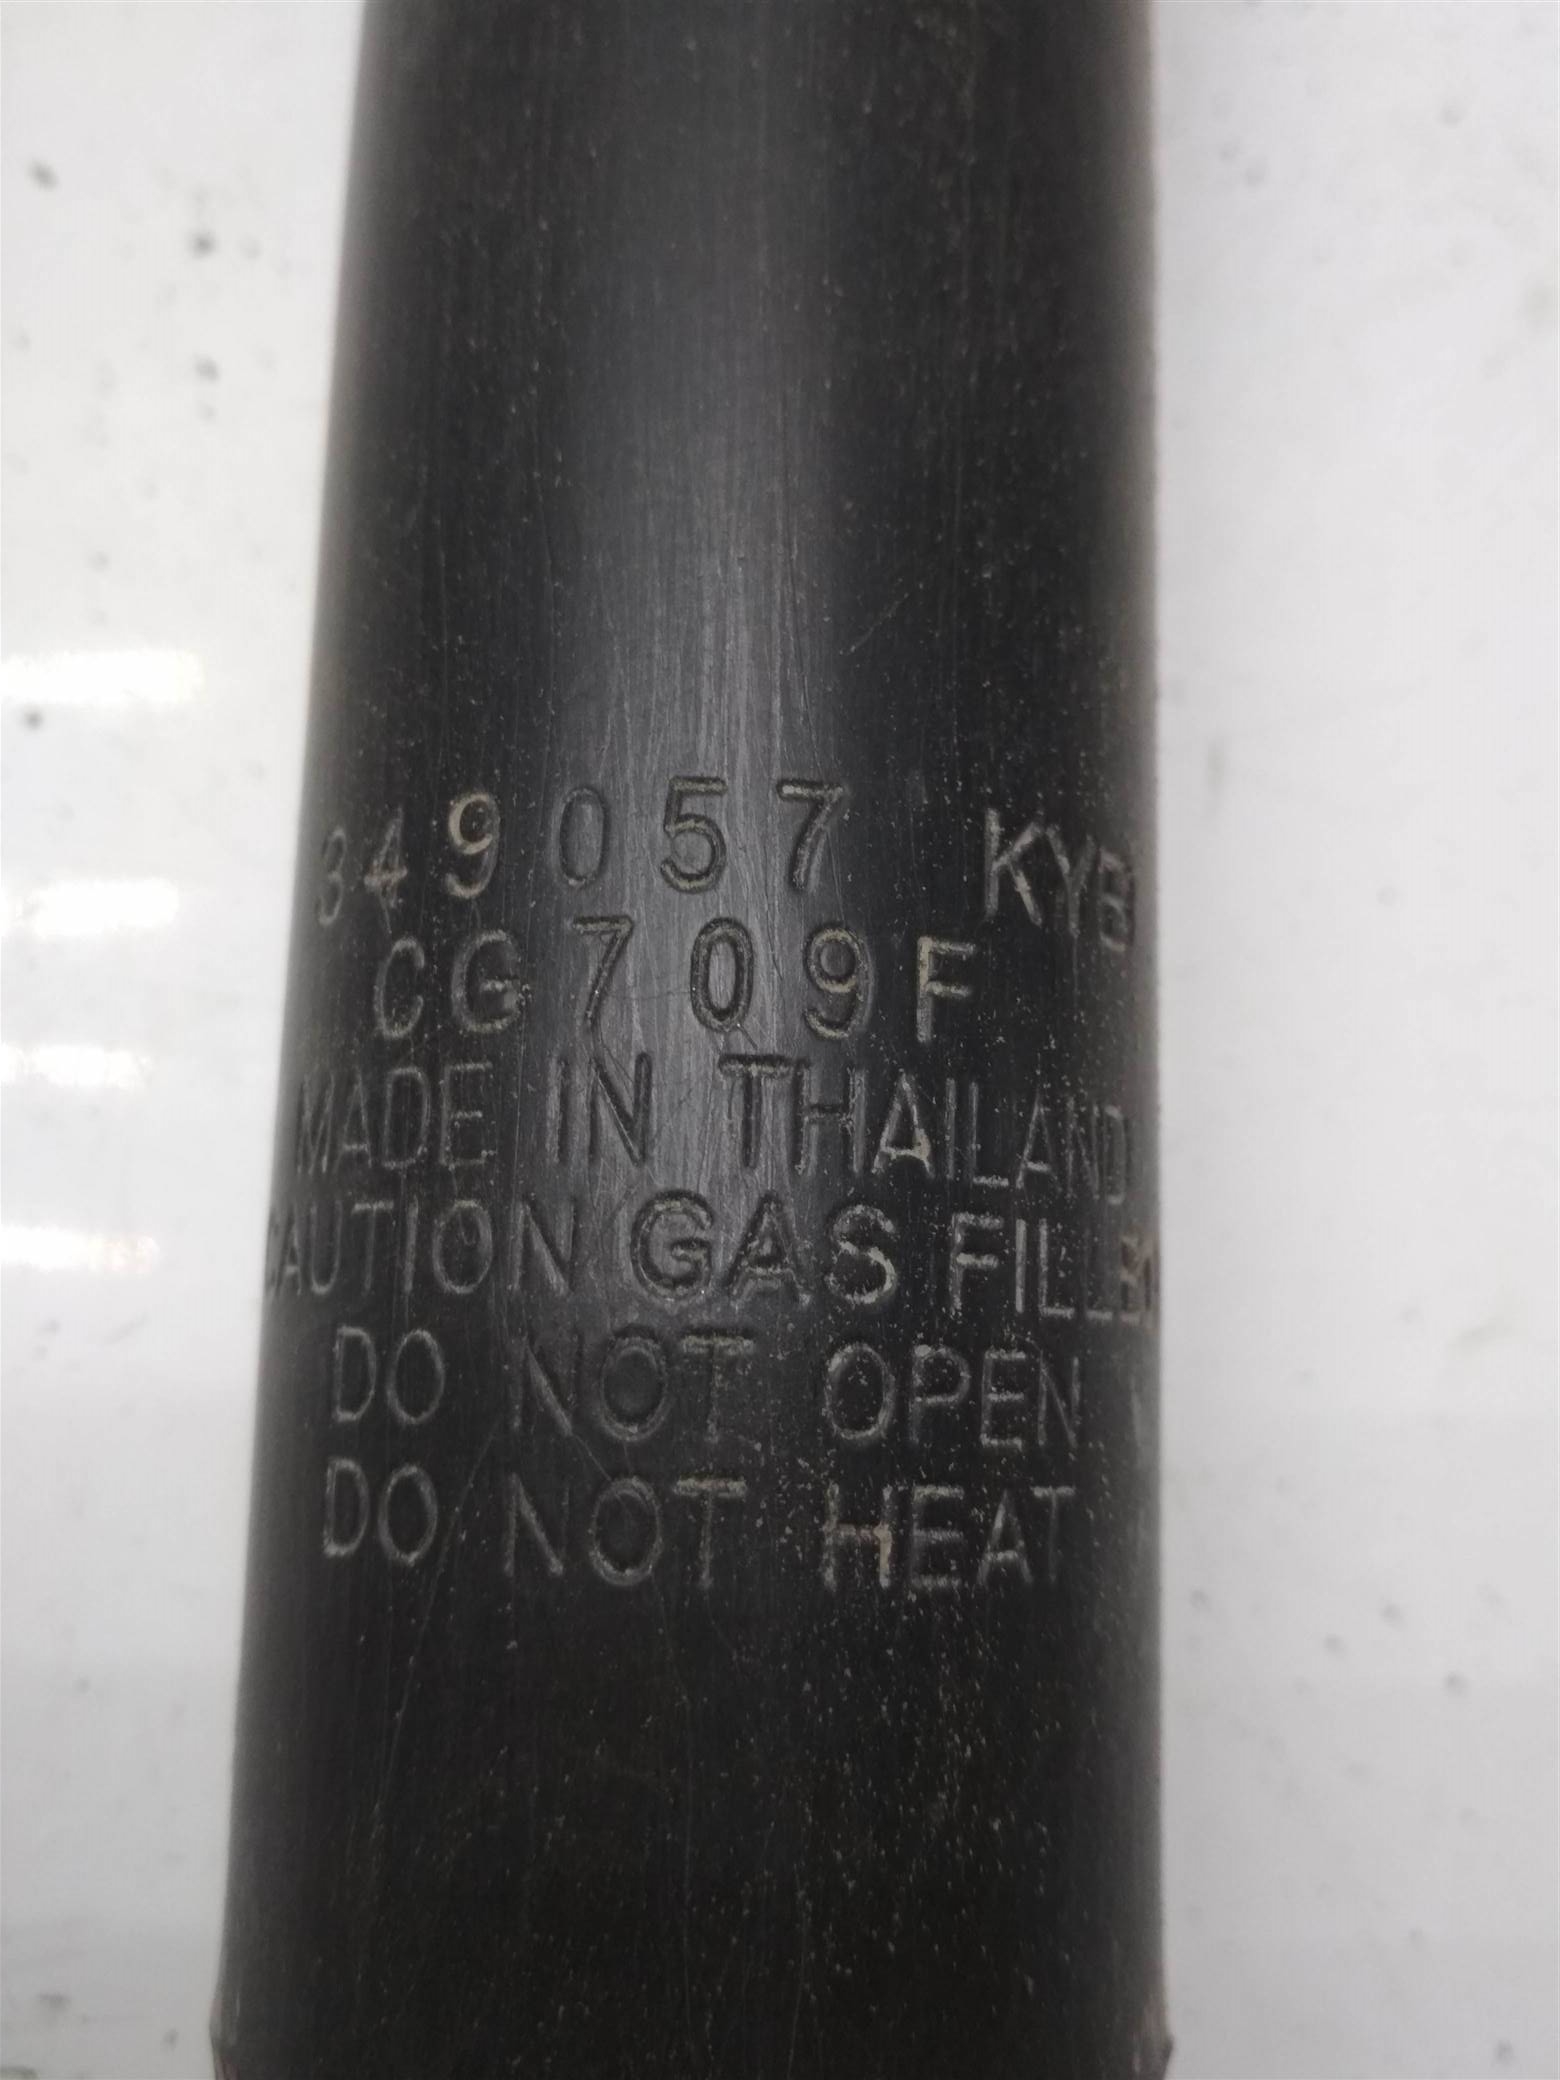 349057 KYB
CG709F
MADE IN THAILAND
CAUTION GAS FILLED
DO NOT OPEN
DO NOT HEAT